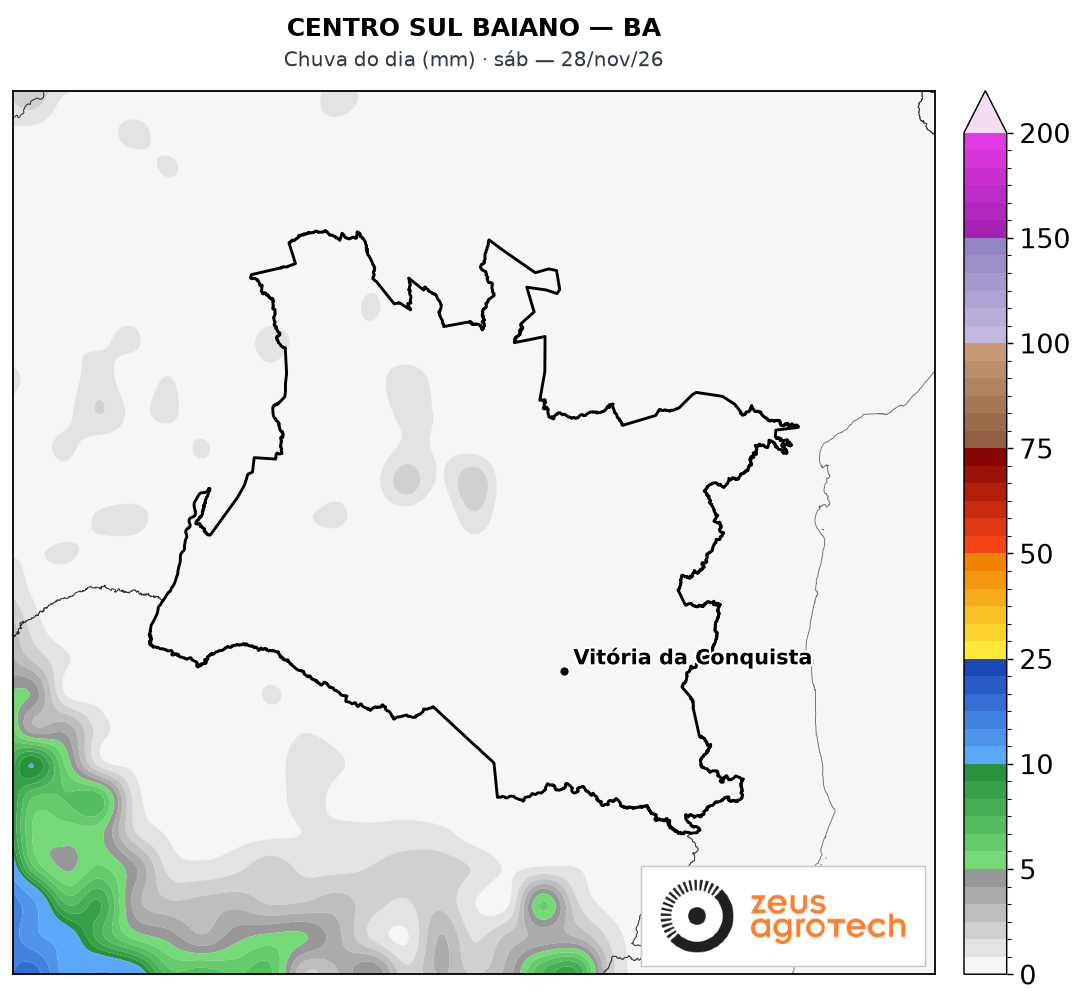 CENTRO SUL BAIANO — BA
Chuva do dia (mm) · sáb — 28/nov/26
200
150
100
75
50
25
10
5
0
Vitória da Conquista
zeus
agrotech